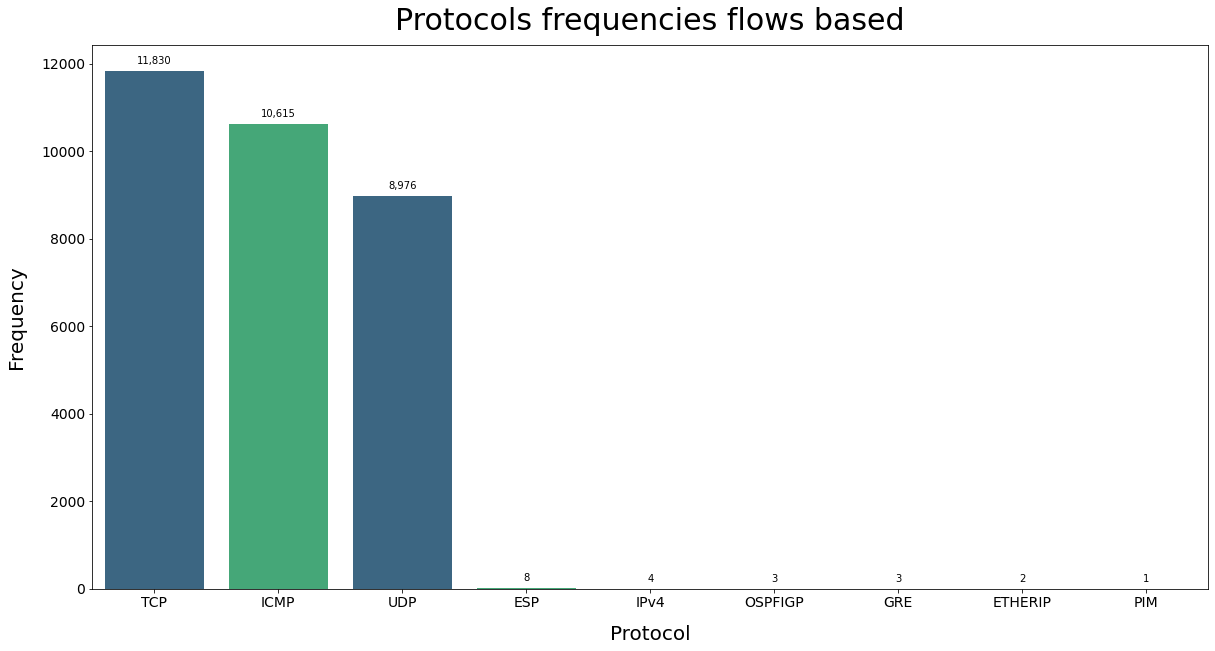 Protocols frequencies flows based
12000
10000
8000
6000
4000
2000
0
Frequency
11,830
10,615
8,976
8
4
3
3
2
1
TCP
ICMP
UDP
ESP
IPv4
OSPFIGP
GRE
ETHERIP
PIM
Protocol